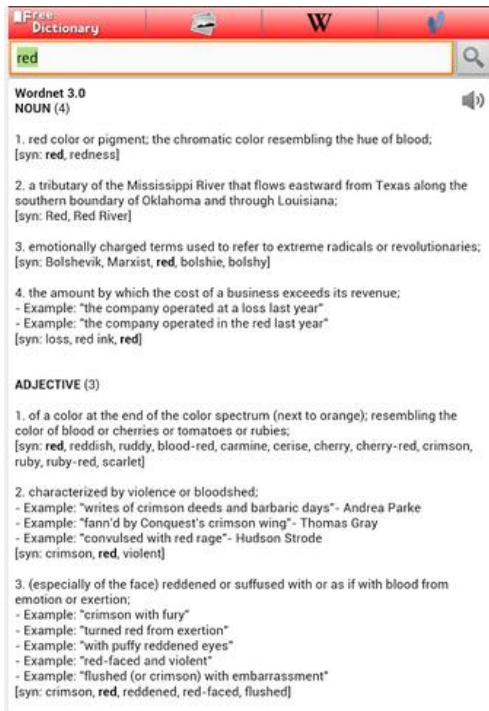 Free
Dictionary
W
red
Wordnet 3.0
NOUN (4)
1. red color or pigment; the chromatic color resembling the hue of blood;
[syn: red, redness]
2. a tributary of the Mississippi River that flows eastward from Texas along the
southern boundary of Oklahoma and through Louisiana;
[syn: Red, Red River]
3. emotionally charged terms used to refer to extreme radicals or revolutionaries;
[syn: Bolshevik, Marxist, red, bolshie, bolshy]
4. the amount by which the cost of a business exceeds its revenue;
- Example: "the company operated at a loss last year"
- Example: "the company operated in the red last year"
[syn: loss, red ink, red]
ADJECTIVE (3)
1. of a color at the end of the color spectrum (next to orange); resembling the
color of blood or cherries or tomatoes or rubies;
[syn: red, reddish, ruddy, blood-red, carmine, cerise, cherry, cherry-red, crimson,
ruby, ruby-red, scarlet]
2. characterized by violence or bloodshed;
- Example: "writes of crimson deeds and barbaric days"- Andrea Parke
- Example: "fann'd by Conquest's crimson wing"- Thomas Gray
- Example: "convulsed with red rage"- Hudson Strode
[syn: crimson, red, violent]
3. (especially of the face) reddened or suffused with or as if with blood from
emotion or exertion;
- Example: "crimson with fury"
- Example: "turned red from exertion"
- Example: "with puffy reddened eyes"
- Example: "red-faced and violent"
- Example: "flushed (or crimson) with embarrassment"
[syn: crimson, red, reddened, red-faced, flushed]